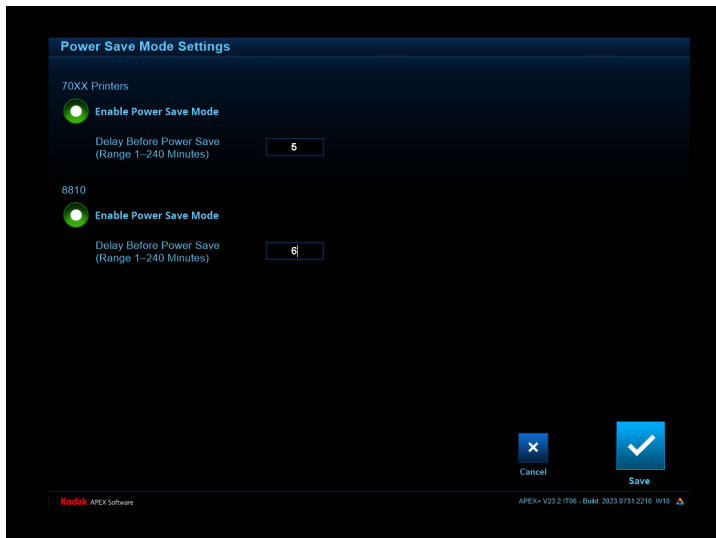 Power Save Mode Settings
70XX Printers
Enable Power Save Mode
Delay Before Power Save
(Range 1–240 Minutes)
5
8810
Enable Power Save Mode
Delay Before Power Save
(Range 1–240 Minutes)
6
Cancel
Save
Kodak APEX Software
APEX+ V23.2 IT06 - Build: 2023.0731.2210 W10